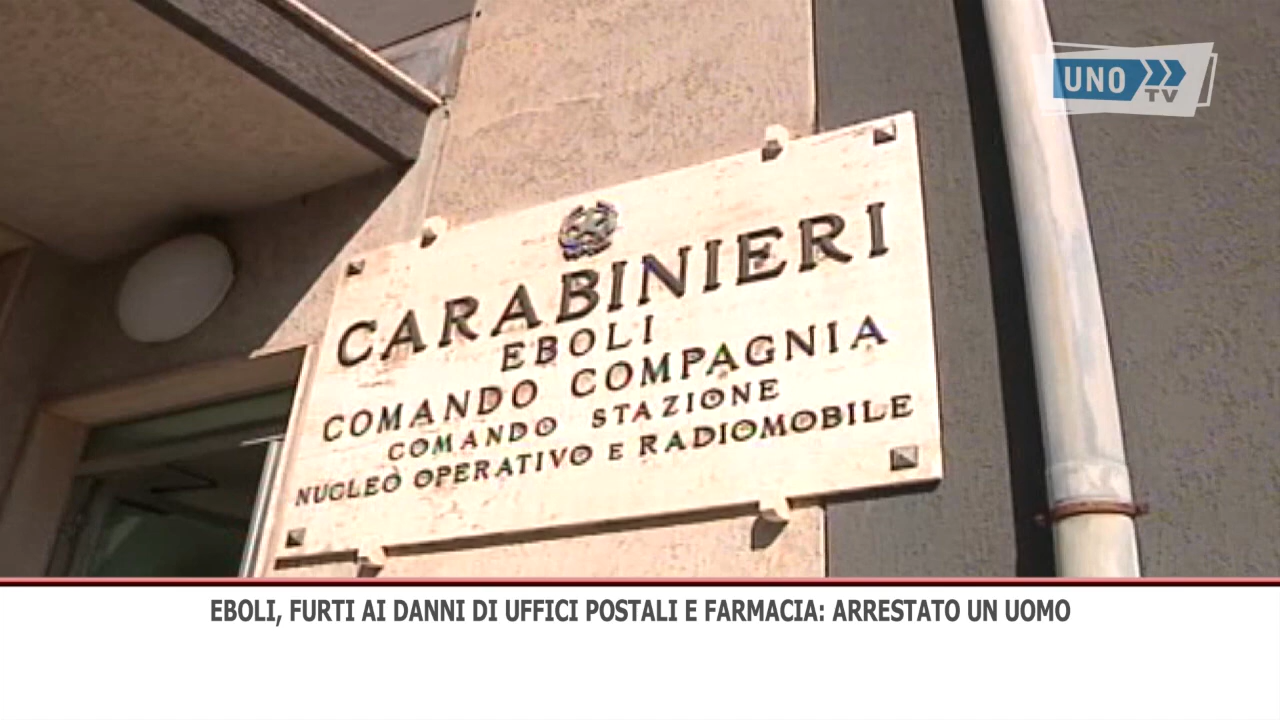 UNO
TV
CARABINIERI
EBOLI
COMANDO COMPAGNIA
COMANDO STAZIONE
NUCLEO OPERATIVO E RADIOMOBILE
EBOLI, FURTI AI DANNI DI UFFICI POSTALI E FARMACIA: ARRESTATO UN UOMO